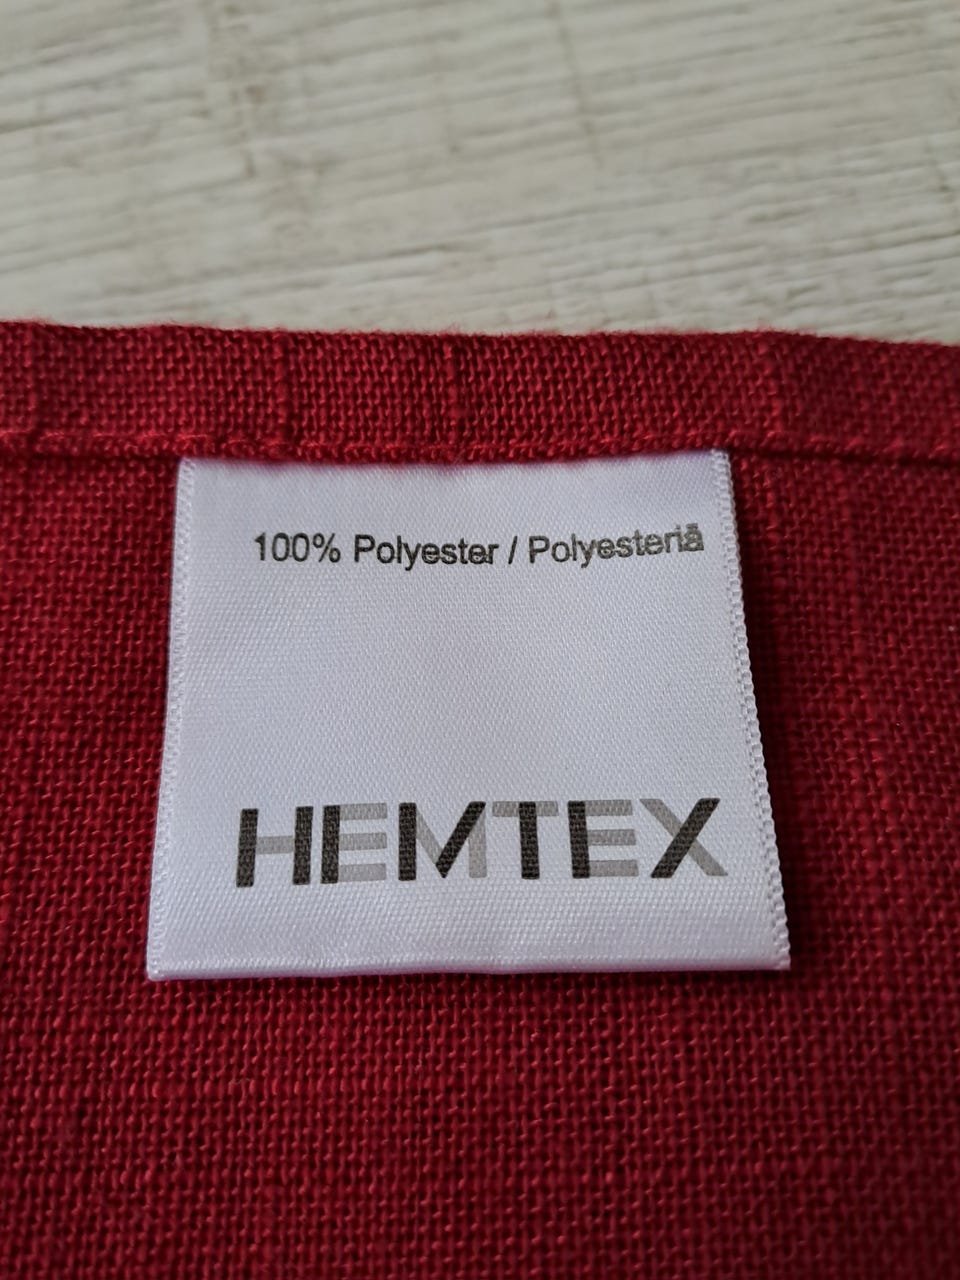 100% Polyester / Polyesteriä
HEMTEX